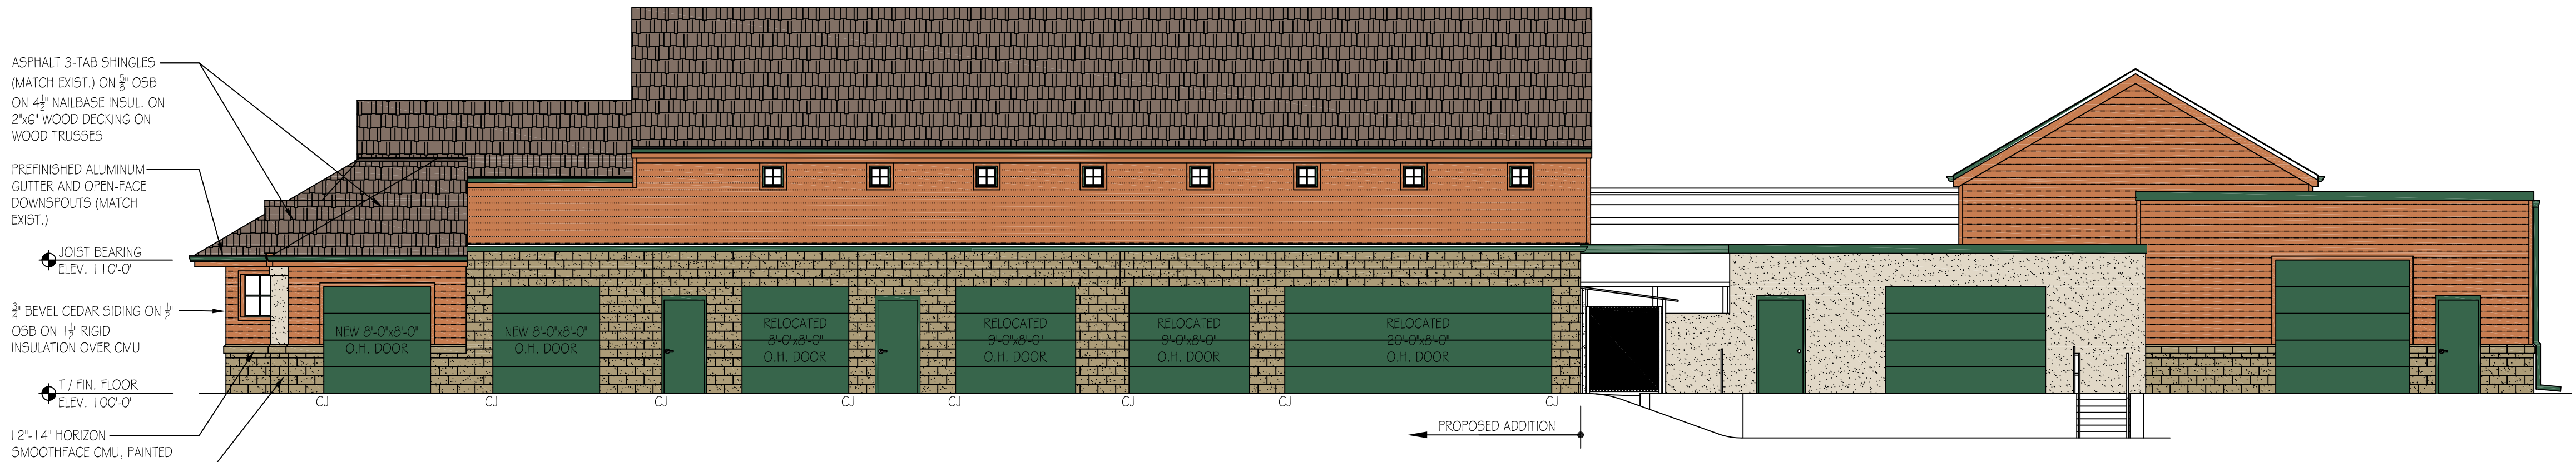 ASPHALT 3-TAB SHINGLES
(MATCH EXIST.) ON 5/8" OSB
ON 4 1/2" NAILBASE INSUL. ON
2"x6" WOOD DECKING ON
WOOD TRUSSES
PREFINISHED ALUMINUM
GUTTER AND OPEN-FACE
DOWNSPOUTS (MATCH
EXIST.)
JOIST BEARING
ELEV. 110'-0"
3/4" BEVEL CEDAR SIDING ON 1/2"
OSB ON 1 1/2" RIGID
INSULATION OVER CMU
T / FIN. FLOOR
ELEV. 100'-0"
12"-14" HORIZON
SMOOTHFACE CMU, PAINTED
NEW 8'-0"x8'-0"
O.H. DOOR
NEW 8'-0"x8'-0"
O.H. DOOR
RELOCATED
8'-0"x8'-0"
O.H. DOOR
RELOCATED
9'-0"x8'-0"
O.H. DOOR
RELOCATED
9'-0"x8'-0"
O.H. DOOR
RELOCATED
20'-0"x8'-0"
O.H. DOOR
CJ
CJ
CJ
CJ
CJ
CJ
CJ
CJ
PROPOSED ADDITION